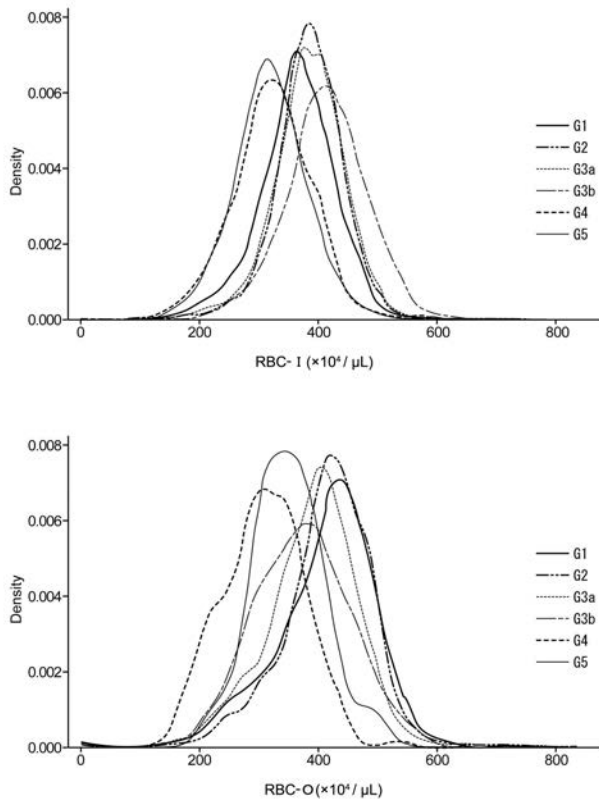 0.008
0.006
0.004
0.002
0.000
Density
0
200
400
600
800
RBC-I (×10⁴ / μL)
G1
G2
G3a
G3b
G4
G5
0.008
0.006
0.004
0.002
0.000
Density
0
200
400
600
800
RBC-O (×10⁴ / μL)
G1
G2
G3a
G3b
G4
G5